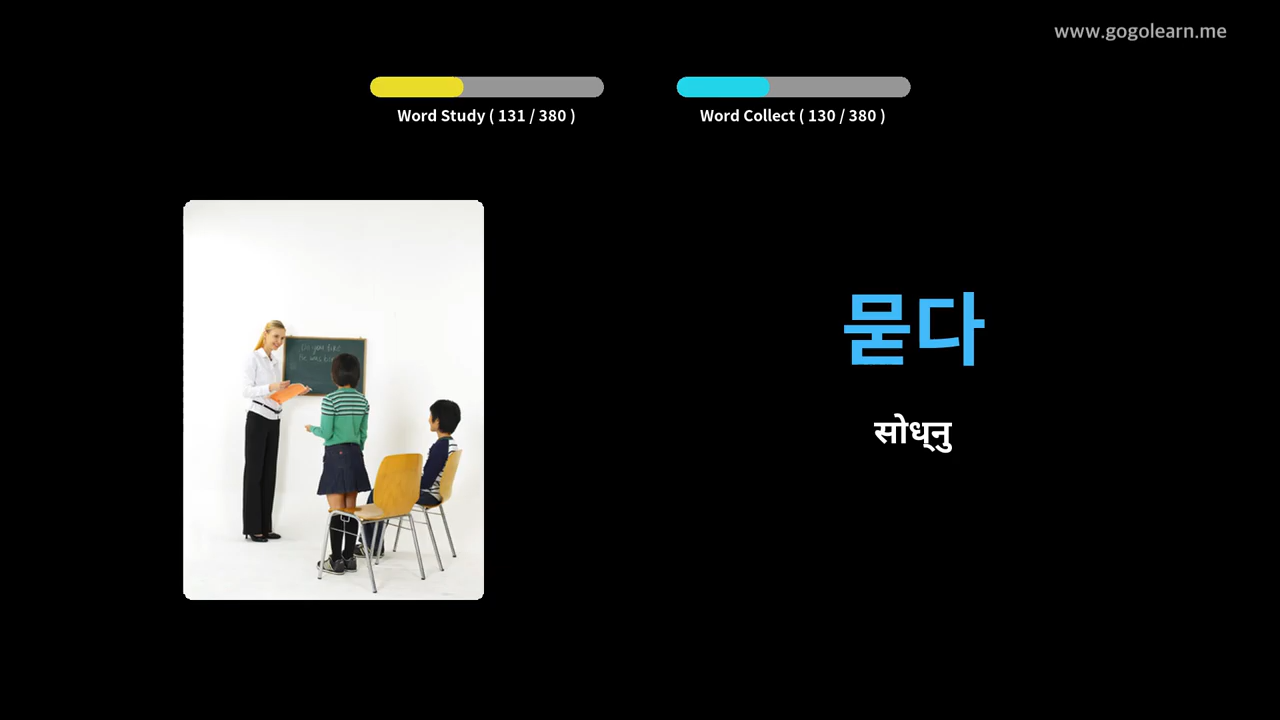 www.gogolearn.me
Word Study ( 131 / 380 )
Word Collect ( 130 / 380 )
묻다
सोध्नु